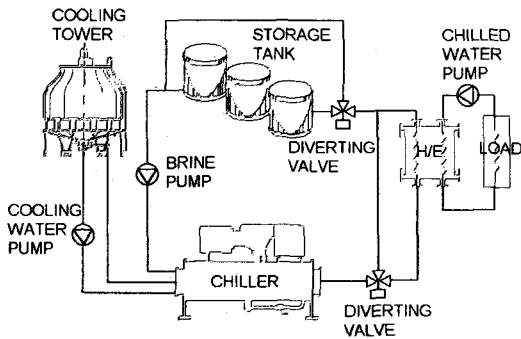 COOLING
TOWER
STORAGE
TANK
CHILLED
WATER
PUMP
DIVERTING
VALVE
H/E
LOAD
BRINE
PUMP
COOLING
WATER
PUMP
CHILLER
DIVERTING
VALVE